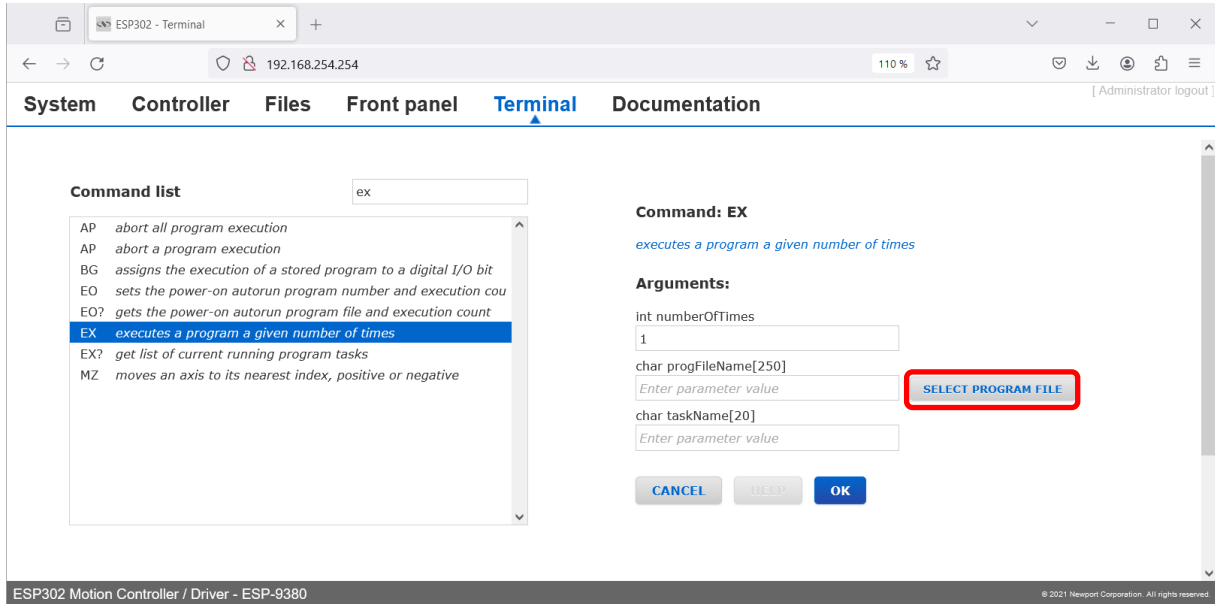 ESP302 - Terminal
192.168.254.254
110 %
System Controller Files Front panel Terminal Documentation
[ Administrator logout ]
Command list
ex
AP abort all program execution
AP abort a program execution
BG assigns the execution of a stored program to a digital I/O bit
EO sets the power-on autorun program number and execution cou
EO? gets the power-on autorun program file and execution count
EX executes a program a given number of times
EX? get list of current running program tasks
MZ moves an axis to its nearest index, positive or negative
Command: EX
executes a program a given number of times
Arguments:
int numberOfTimes
1
char progFileName[250]
Enter parameter value
SELECT PROGRAM FILE
char taskName[20]
Enter parameter value
CANCEL HELP OK
ESP302 Motion Controller / Driver - ESP-9380
© 2021 Newport Corporation. All rights reserved.